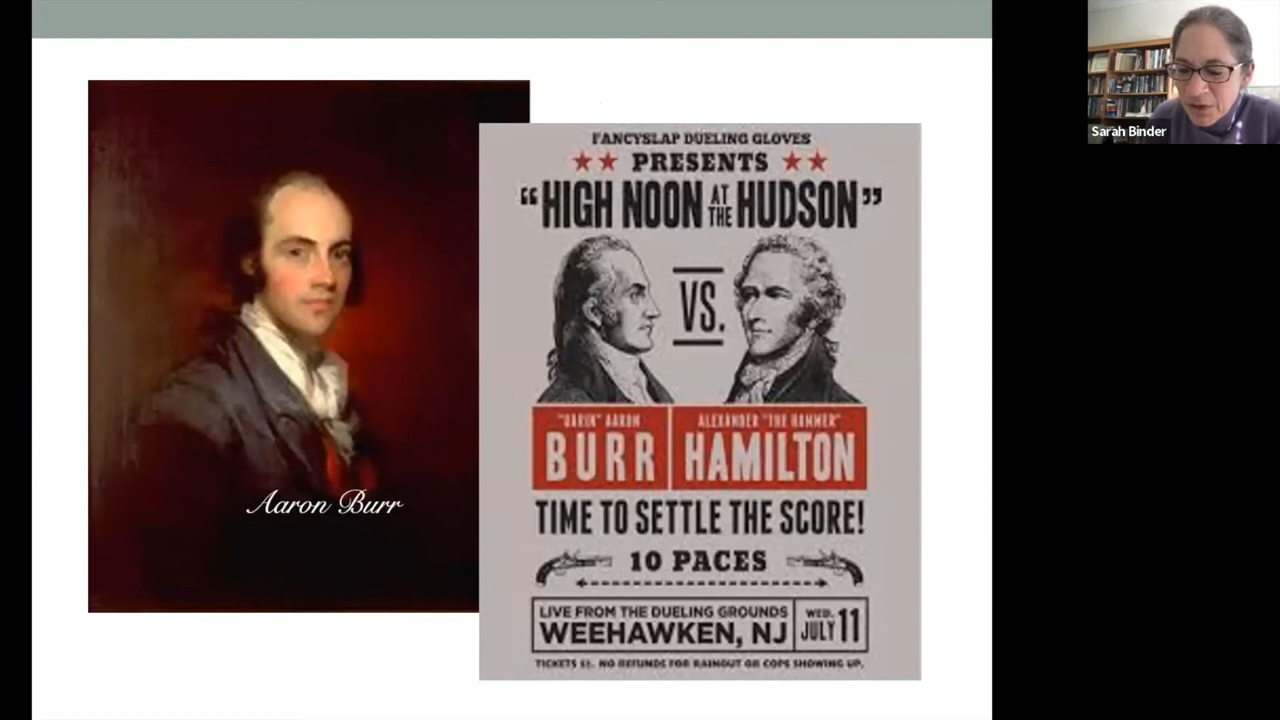 Aaron Burr
FANCYSLAP DUELING GLOVES
PRESENTS
“HIGH NOON AT THE HUDSON”
VS.
"DARIN" AARON
BURR
ALEXANDER "THE HAMMER"
HAMILTON
TIME TO SETTLE THE SCORE!
10 PACES
LIVE FROM THE DUELING GROUNDS
WEEHAWKEN, NJ
WED.
JULY 11
TICKETS $1. NO REFUNDS FOR RAINOUT OR COPS SHOWING UP.
Sarah Binder